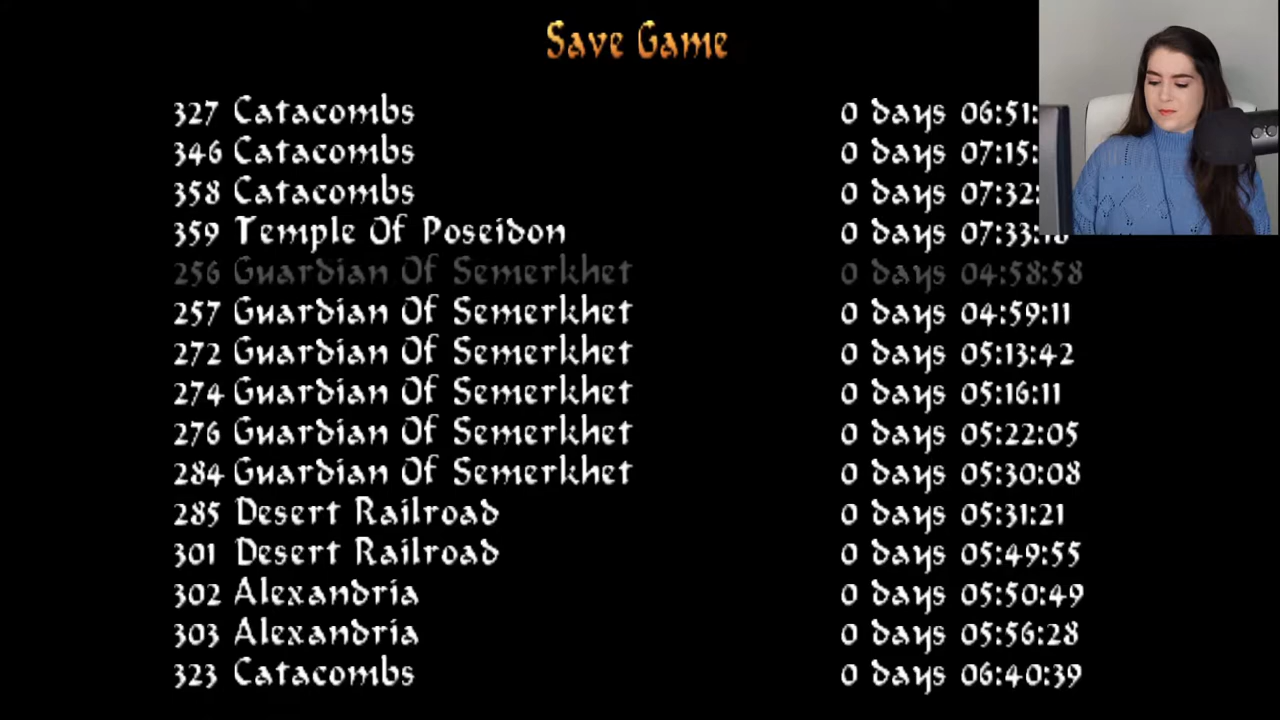 Save Game
327 Catacombs 0 days 06:51:
346 Catacombs 0 days 07:15:
358 Catacombs 0 days 07:32:
359 Temple Of Poseidon 0 days 07:33:18
256 Guardian Of Semerkhet 0 days 04:58:58
257 Guardian Of Semerkhet 0 days 04:59:11
272 Guardian Of Semerkhet 0 days 05:13:42
274 Guardian Of Semerkhet 0 days 05:16:11
276 Guardian Of Semerkhet 0 days 05:22:05
284 Guardian Of Semerkhet 0 days 05:30:08
285 Desert Railroad 0 days 05:31:21
301 Desert Railroad 0 days 05:49:55
302 Alexandria 0 days 05:50:49
303 Alexandria 0 days 05:56:28
323 Catacombs 0 days 06:40:39